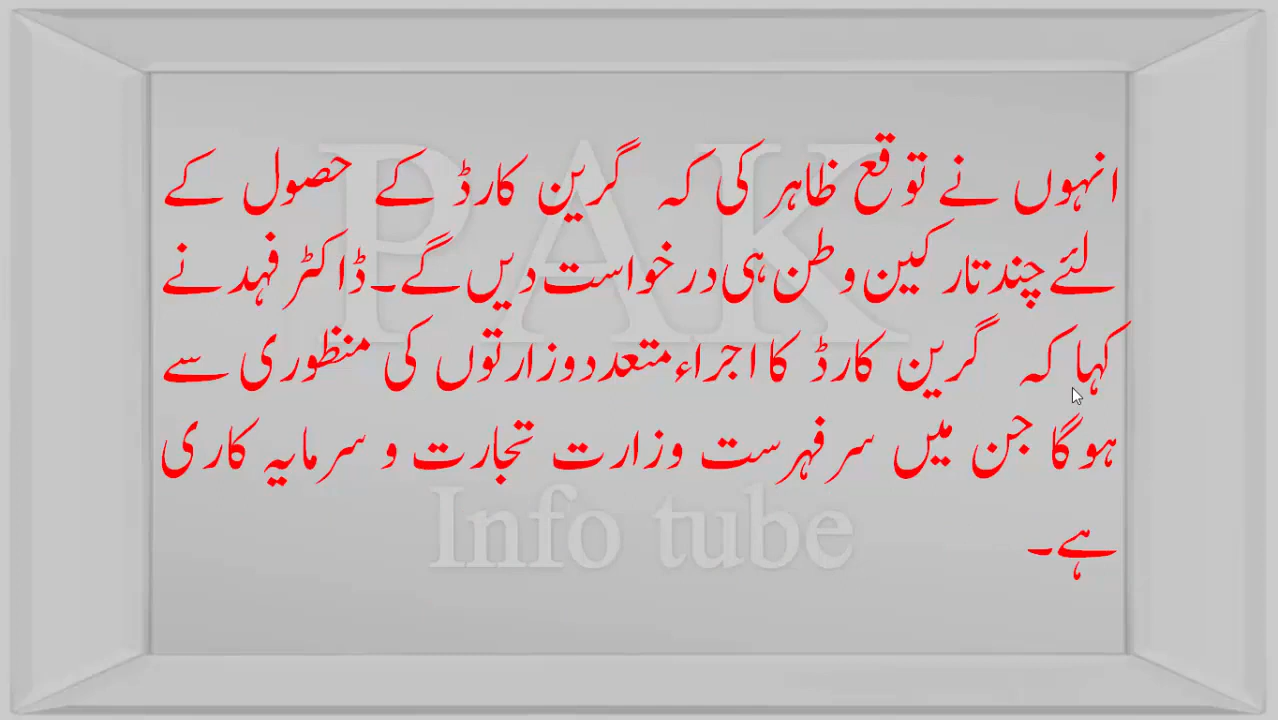 انہوں نے توقع ظاہر کی کہ گرین کارڈ کے حصول کے
لئے چند تارکین وطن ہی درخواست دیں گے۔ ڈاکٹر فہد نے
کہا کہ گرین کارڈ کا اجراء متعدد وزارتوں کی منظوری سے
ہوگا جن میں سرفہرست وزارت تجارت و سرمایہ کاری
ہے۔
PAK
Info tube